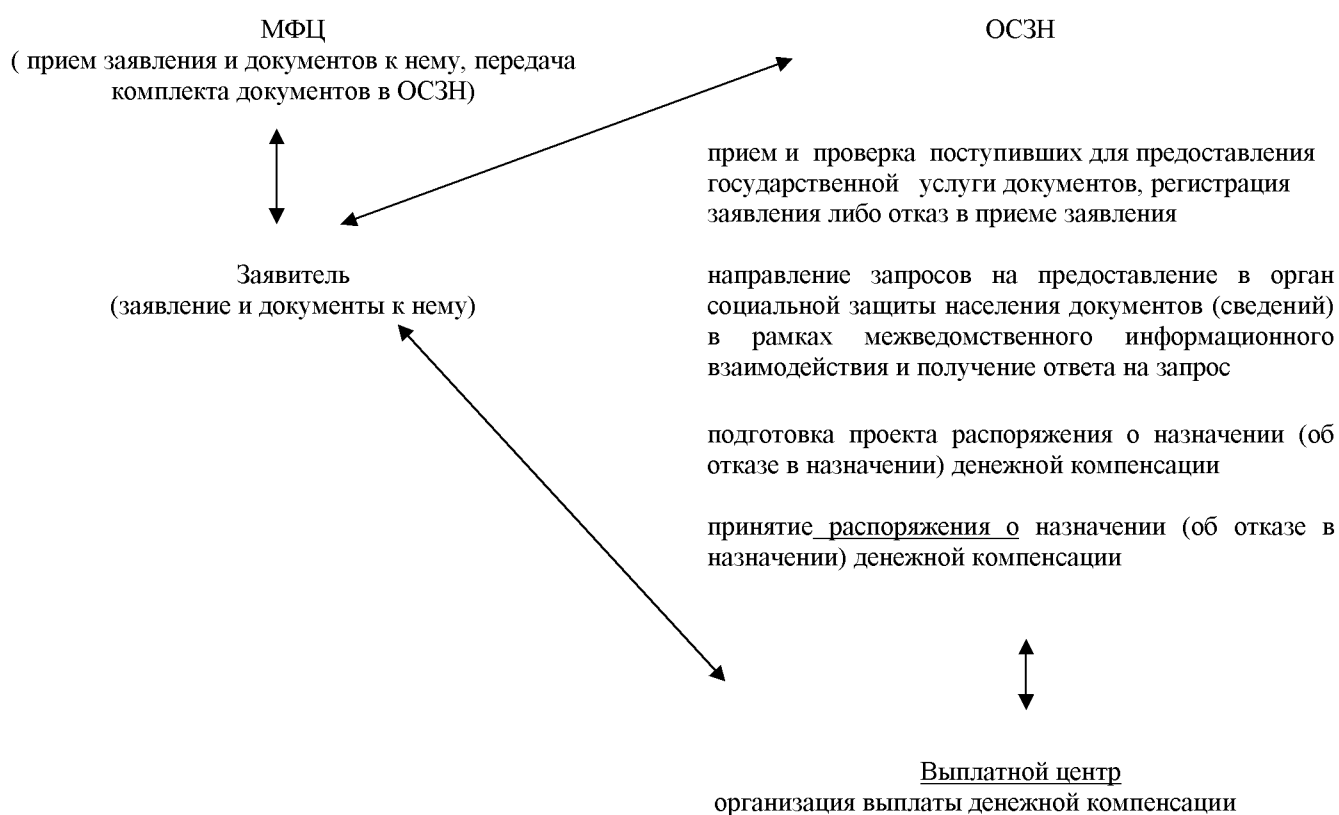 МФЦ
( прием заявления и документов к нему, передача
комплекта документов в ОСЗН)
Заявитель
(заявление и документы к нему)
ОСЗН
прием и проверка поступивших для предоставления
государственной услуги документов, регистрация
заявления либо отказ в приеме заявления
направление запросов на предоставление в орган
социальной защиты населения документов (сведений)
в рамках межведомственного информационного
взаимодействия и получение ответа на запрос
подготовка проекта распоряжения о назначении (об
отказе в назначении) денежной компенсации
принятие распоряжения о назначении (об отказе в
назначении) денежной компенсации
Выплатной центр
организация выплаты денежной компенсации